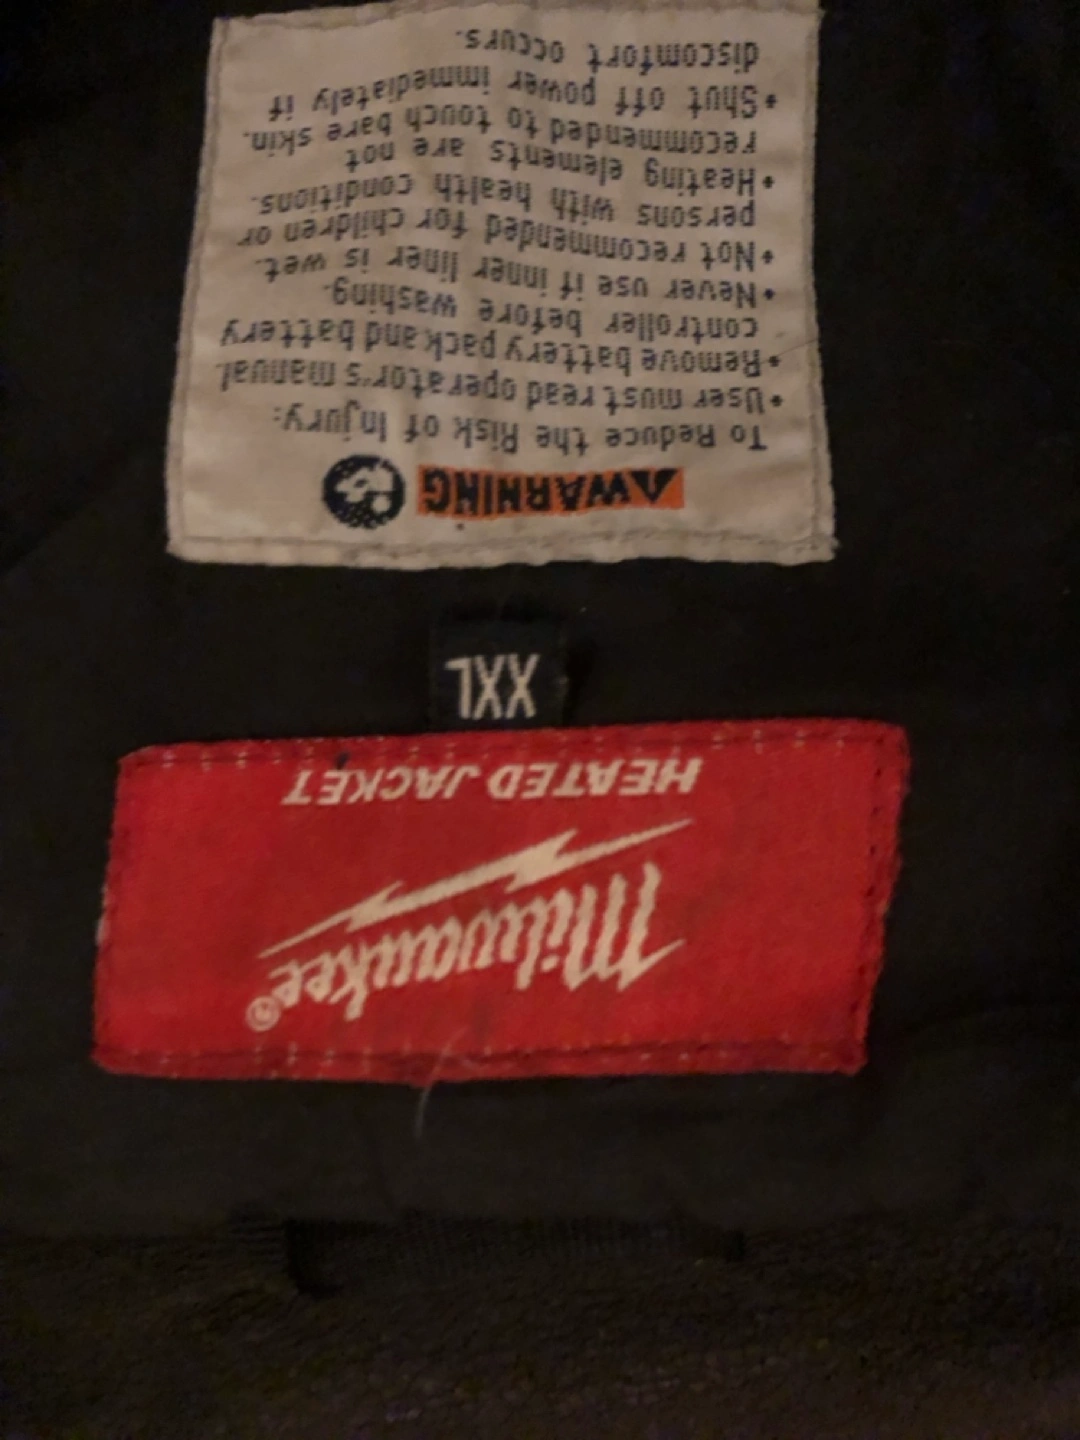 Milwaukee®
HEATED JACKET
XXL
WARNING
To Reduce the Risk of Injury:
• User must read operator's manual
• Remove battery pack and battery
controller before washing.
• Never use if inner liner is wet.
• Not recommended for children or
persons with health conditions.
• Heating elements are not
recommended to touch bare skin.
• Shut off power immediately if
discomfort occurs.